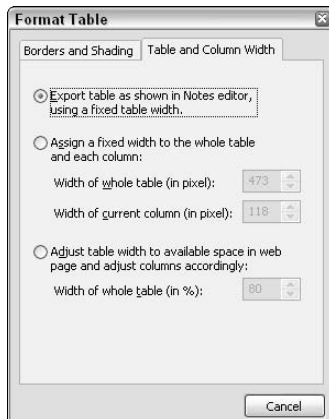 Format Table
Borders and Shading
Table and Column Width
Export table as shown in Notes editor,
using a fixed table width.
Assign a fixed width to the whole table
and each column:
Width of whole table (in pixel):
473
Width of current column (in pixel):
118
Adjust table width to available space in web
page and adjust columns accordingly:
Width of whole table (in %):
80
Cancel